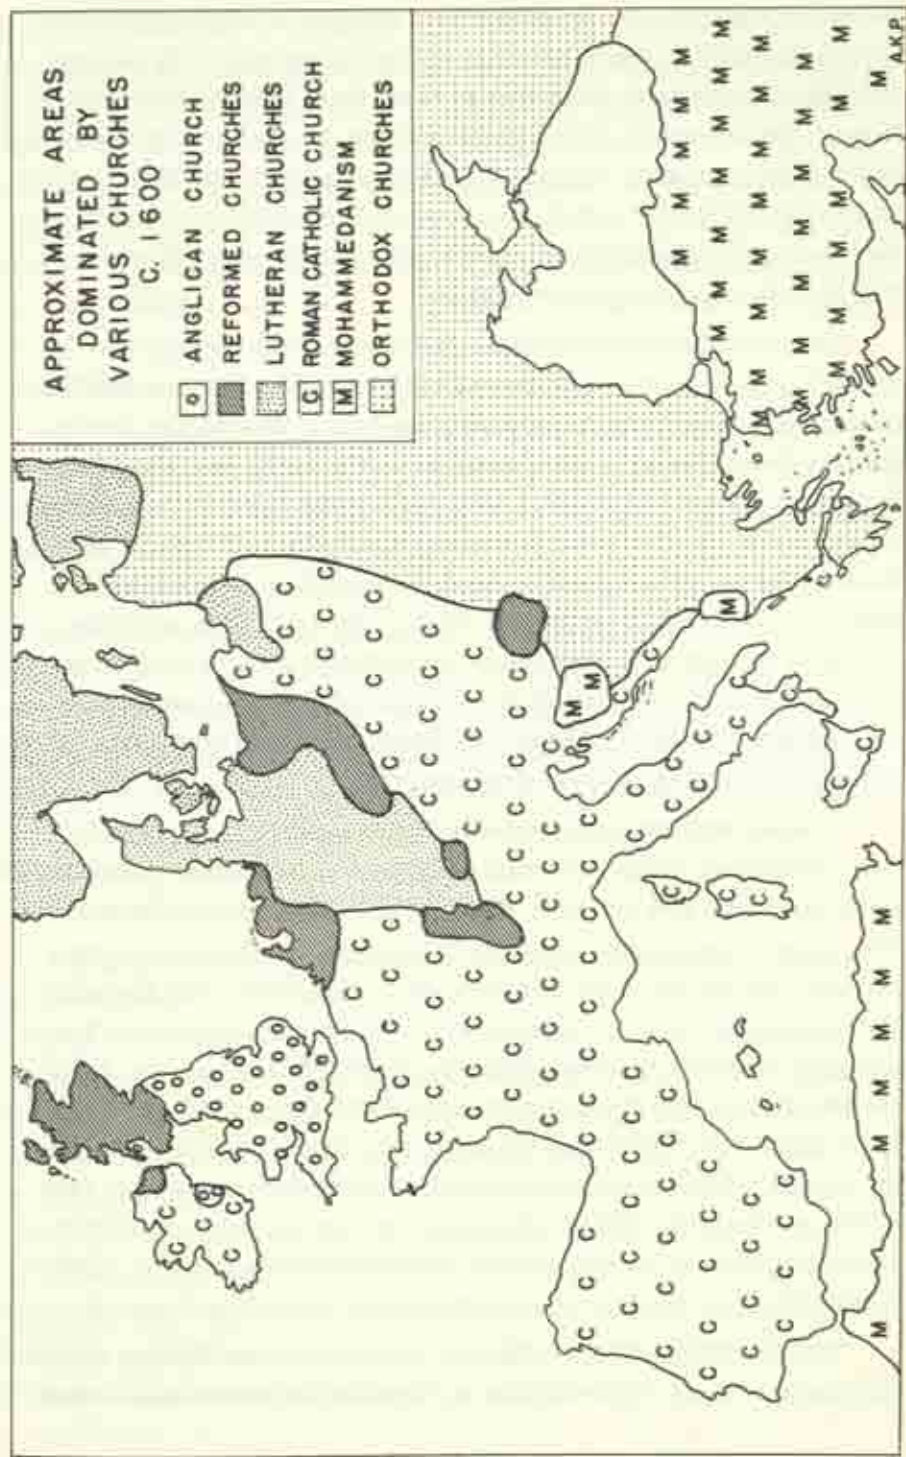 APPROXIMATE AREAS
DOMINATED BY
VARIOUS CHURCHES
C. 1600
o ANGLICAN CHURCH
REFORMED CHURCHES
LUTHERAN CHURCHES
C ROMAN CATHOLIC CHURCH
M MOHAMMEDANISM
ORTHODOX CHURCHES
A.K.P.